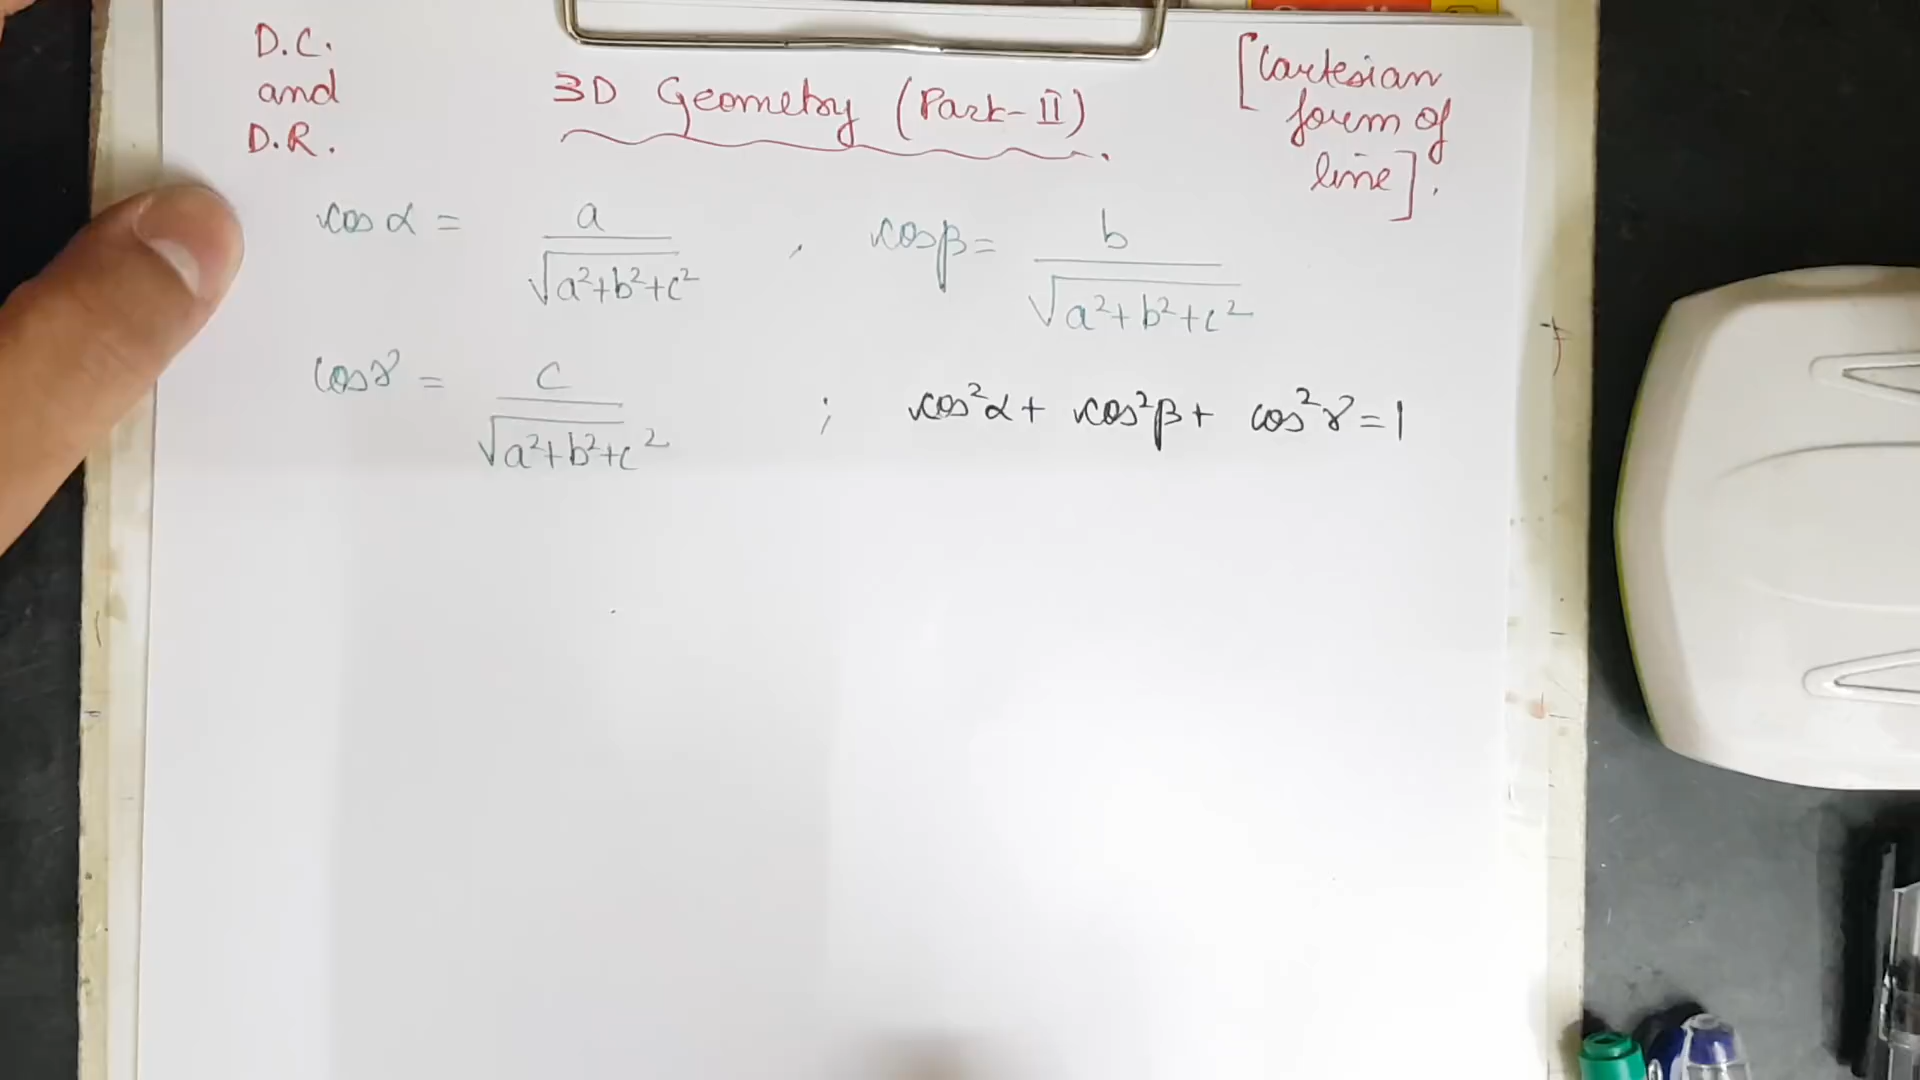 D.C.
and
D.R.
3D Geometry (Part-II)
[Cartesian
form of
line].
cos α = a / √a²+b²+c² , cos β = b / √a²+b²+c²
cos γ = c / √a²+b²+c² ; cos²α + cos²β + cos²γ = 1